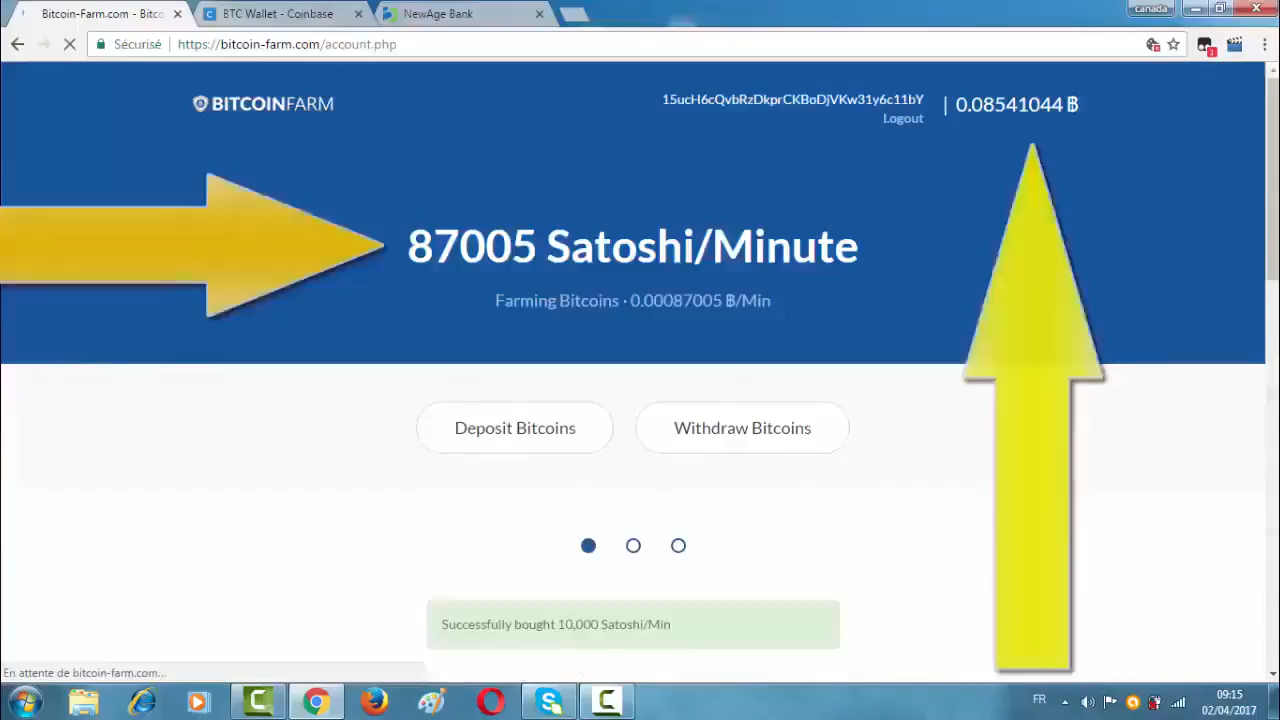 canada
Bitcoin-Farm.com - Bitco
BTC Wallet - Coinbase
NewAge Bank
Sécurisé
https://bitcoin-farm.com/account.php
1
BITCOINFARM
15ucH6cQvbRzDkprCKBoDjVKw31y6c11bY
Logout
| 0.08541044 ฿
87005 Satoshi/Minute
Farming Bitcoins · 0.00087005 ฿/Min
Deposit Bitcoins
Withdraw Bitcoins
Successfully bought 10,000 Satoshi/Min
En attente de bitcoin-farm.com...
FR
09:15
02/04/2017